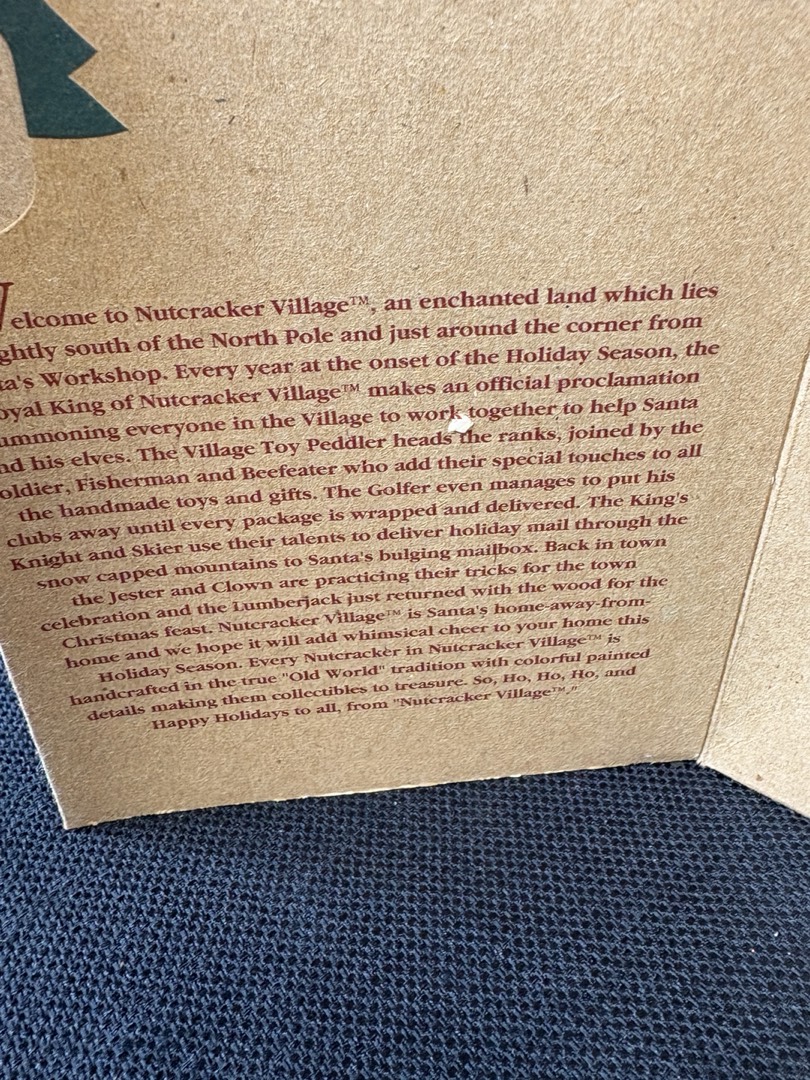 Welcome to Nutcracker Village™, an enchanted land which lies
ghtly south of the North Pole and just around the corner from
ta's Workshop. Every year at the onset of the Holiday Season, the
oyal King of Nutcracker Village™ makes an official proclamation
ummoning everyone in the Village to work together to help Santa
nd his elves. The Village Toy Peddler heads the ranks, joined by the
oldier, Fisherman and Beefeater who add their special touches to all
the handmade toys and gifts. The Golfer even manages to put his
clubs away until every package is wrapped and delivered. The King's
Knight and Skier use their talents to deliver holiday mail through the
snow capped mountains to Santa's bulging mailbox. Back in town
the Jester and Clown are practicing their tricks for the town
celebration and the Lumberjack just returned with the wood for the
Christmas feast. Nutcracker Village™ is Santa's home-away-from-
home and we hope it will add whimsical cheer to your home this
Holiday Season. Every Nutcracker in Nutcracker Village™ is
handcrafted in the true "Old World" tradition with colorful painted
details making them collectibles to treasure. So, Ho, Ho, Ho, and
Happy Holidays to all, from "Nutcracker Village™."